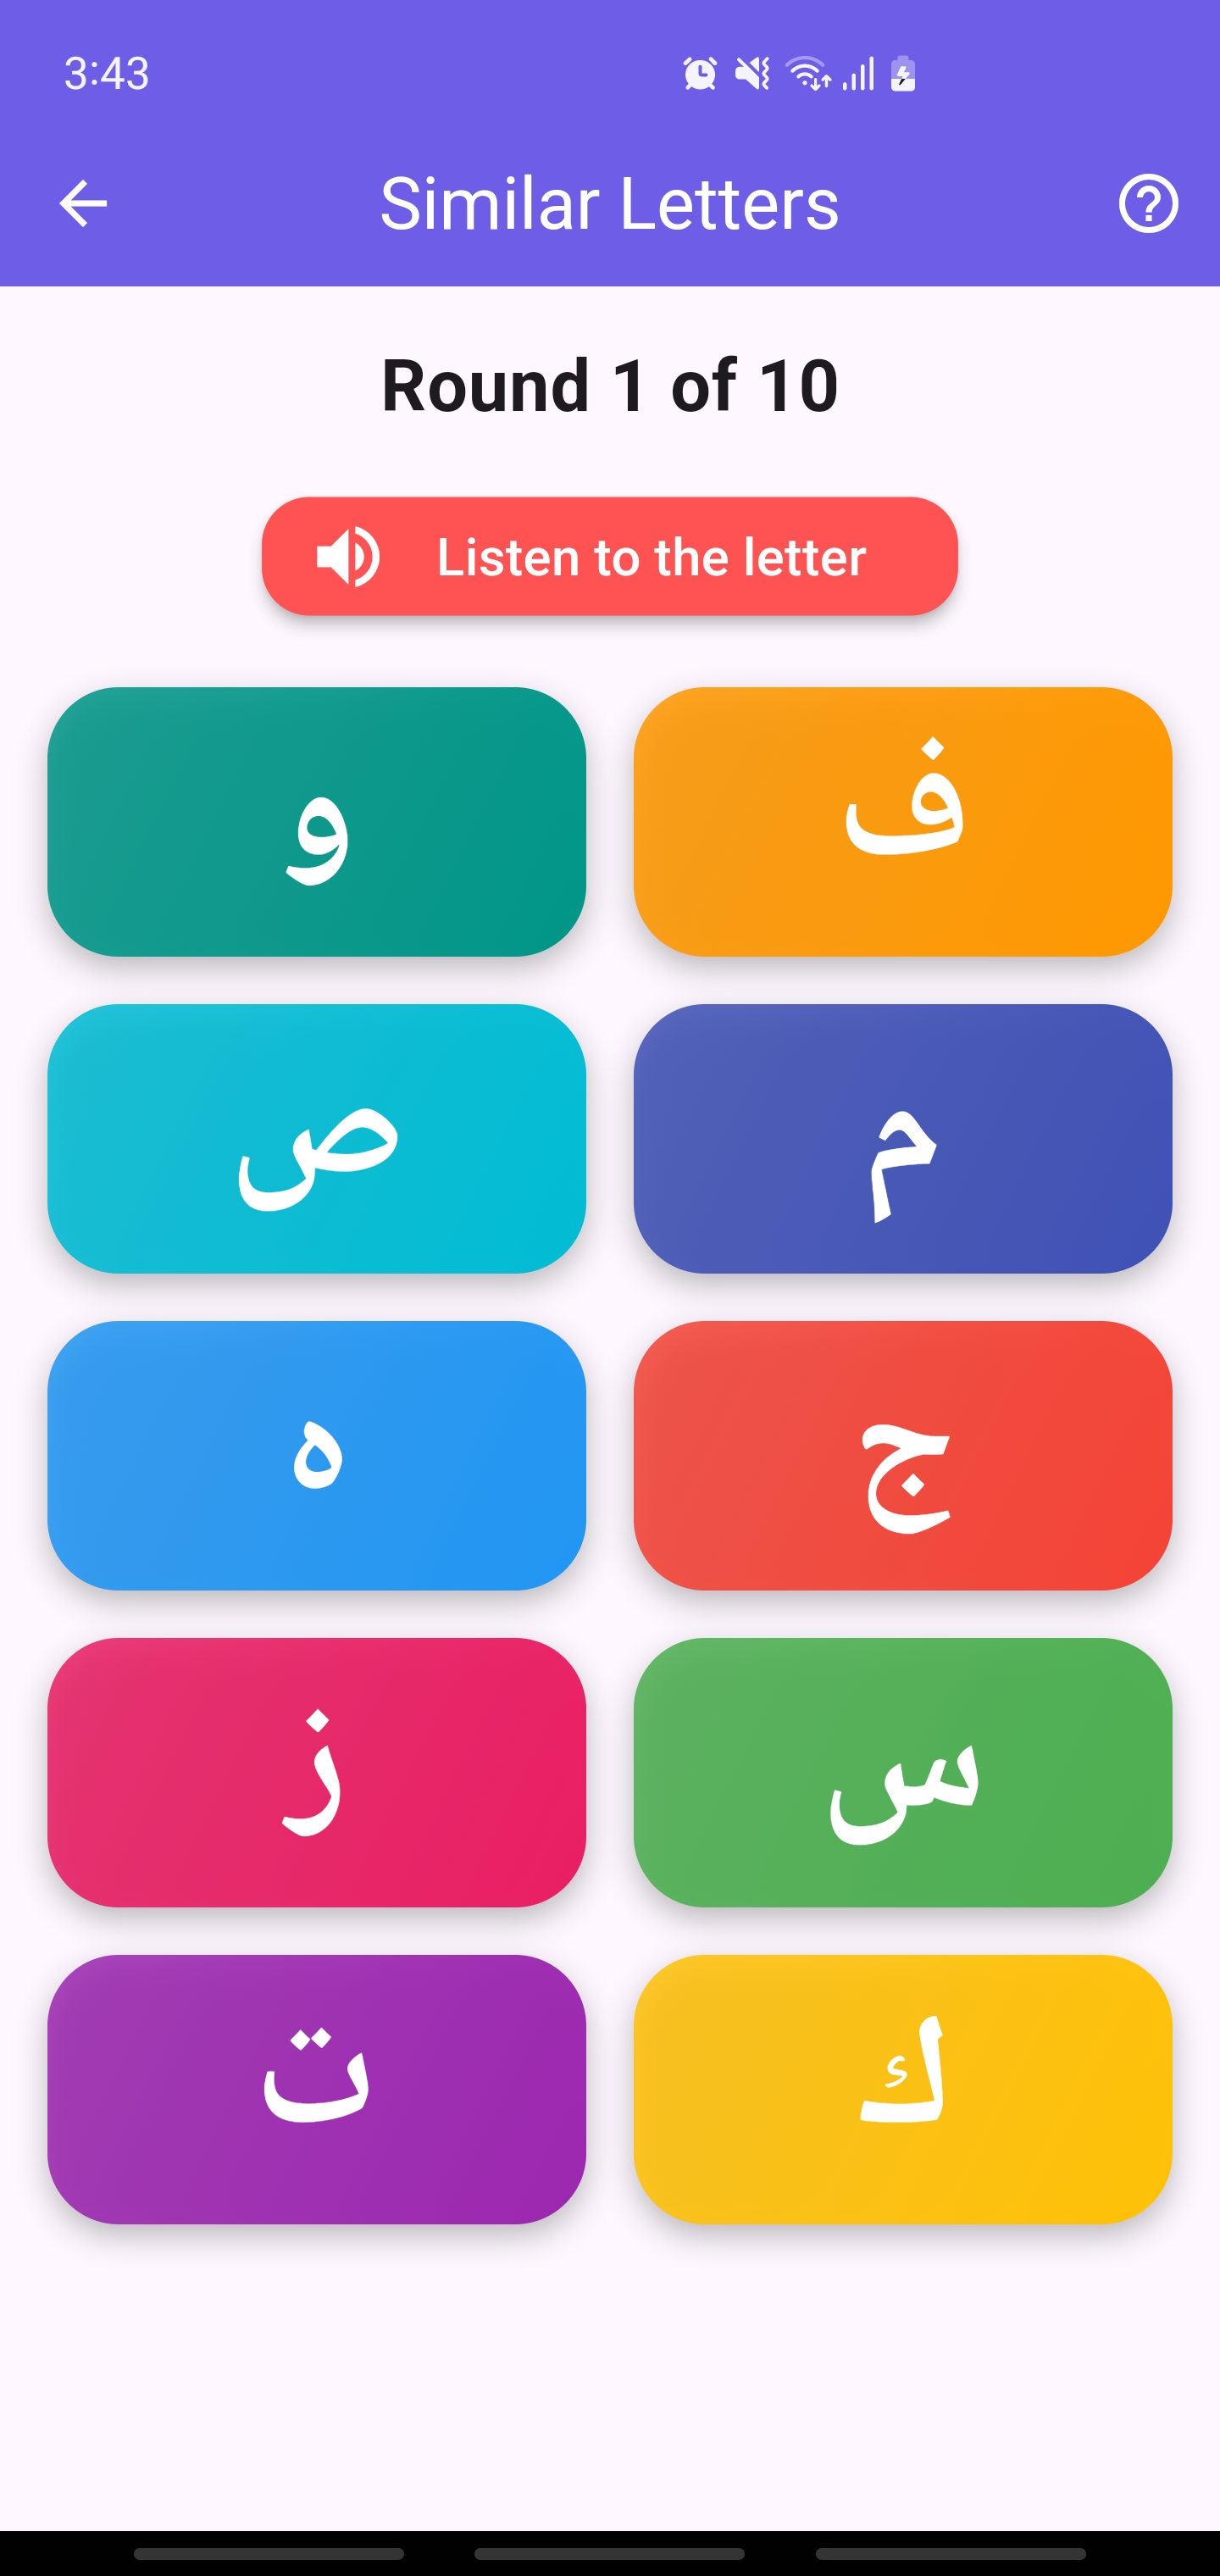 3:43
Similar Letters
Round 1 of 10
Listen to the letter
و ف
ص م
ه ج
ز س
ت ك